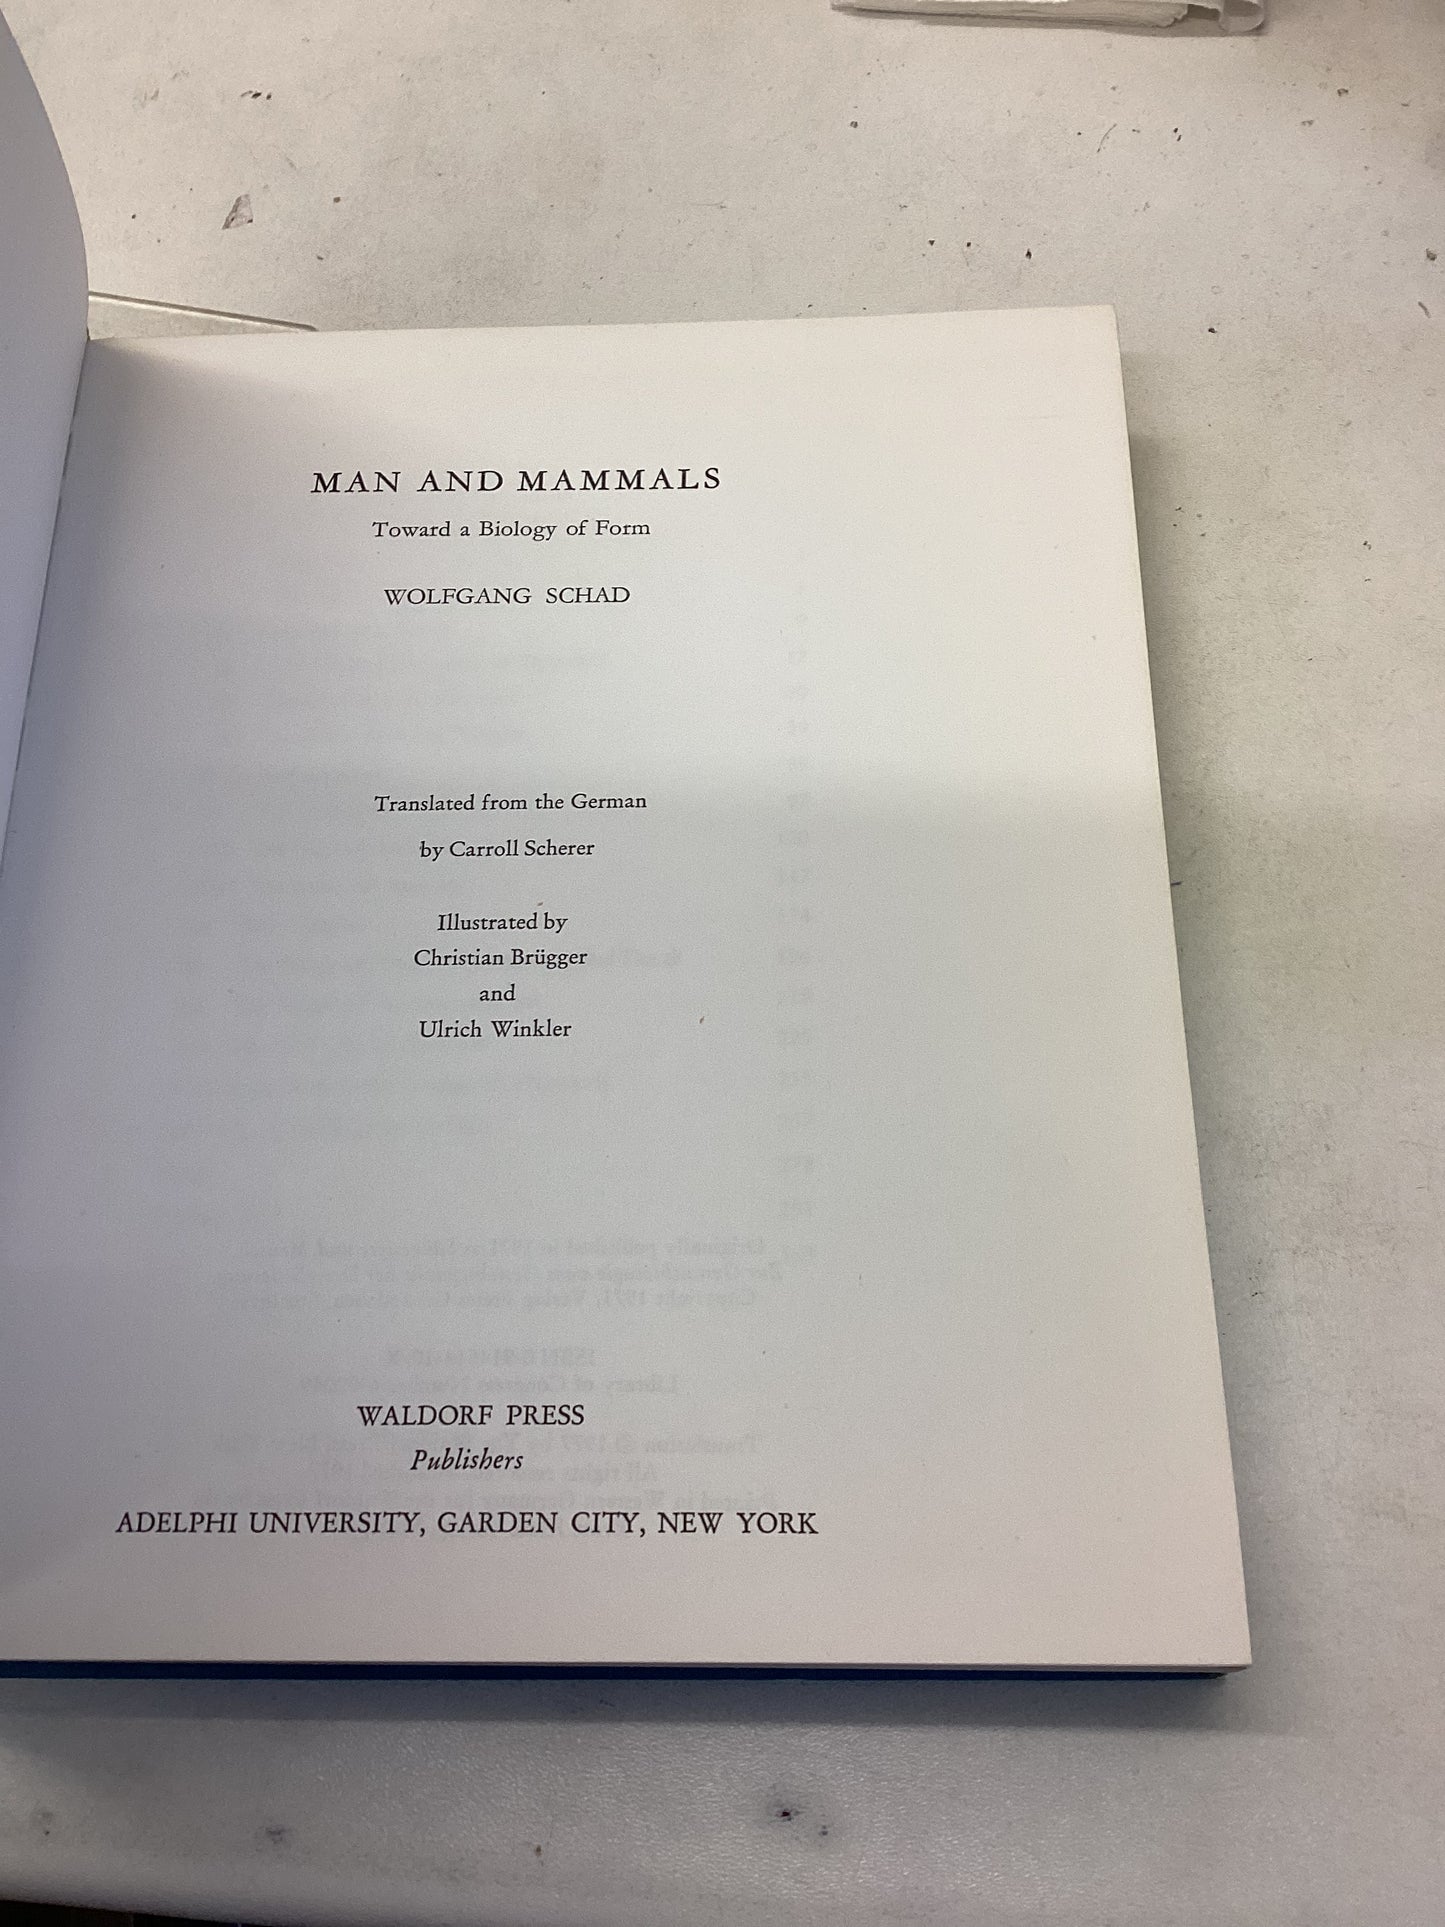 MAN AND MAMMALS
Toward a Biology of Form
WOLFGANG SCHAD
Translated from the German
by Carroll Scherer
Illustrated by
Christian Brügger
and
Ulrich Winkler
WALDORF PRESS
Publishers
ADELPHI UNIVERSITY, GARDEN CITY, NEW YORK